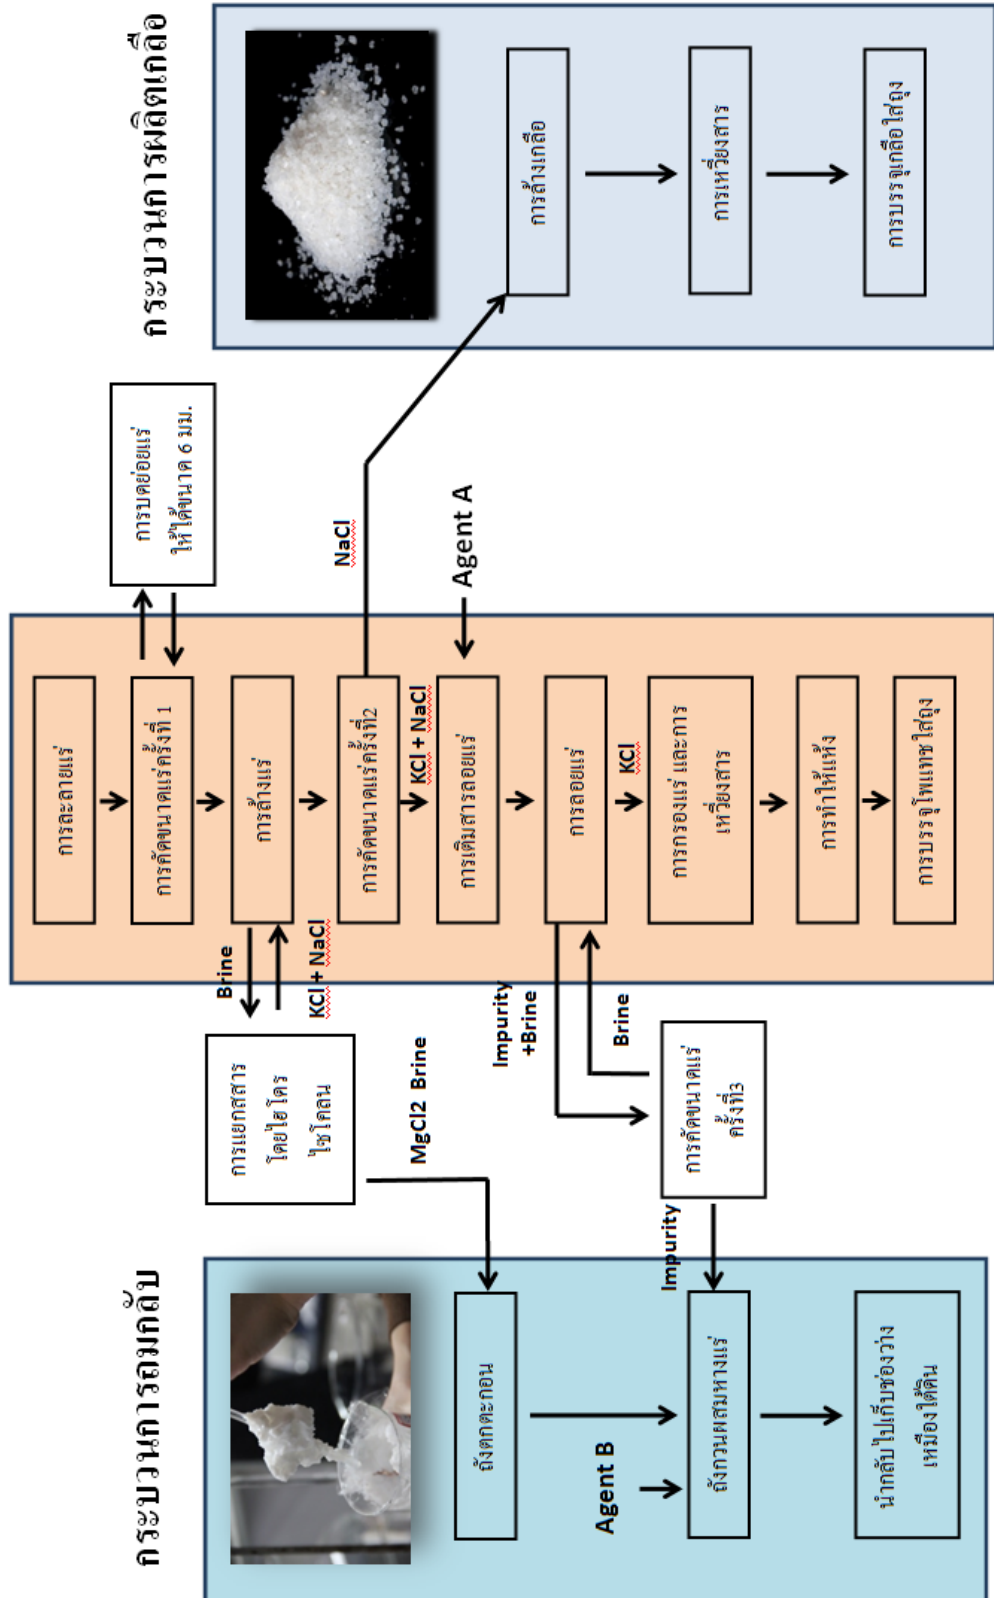 กระบวนการถมกลับ
ถังตกตะกอน
Agent B
ถังกวนผสมหางแร่
นำกลับไปเก็บช่องว่าง
เหมืองใต้ดิน
การแยกสสาร
โดยไฮโดร
ไซโคลน
MgCl2 Brine
Brine
KCl + NaCl
Impurity
+Brine
Brine
การคัดขนาดแร่
ครั้งที่3
Impurity
การละลายแร่
การคัดขนาดแร่ครั้งที่ 1
การล้างแร่
การคัดขนาดแร่ครั้งที่2
KCl + NaCl
การเติมสารลอยแร่
การลอยแร่
KCl
การกรองแร่ และการ
เหวี่ยงสาร
การทำให้แห้ง
การบรรจุโพแทชใส่ถุง
การบดย่อยแร่
ให้ได้ขนาด 6 มม.
NaCl
Agent A
กระบวนการผลิตเกลือ
การล้างเกลือ
การเหวี่ยงสาร
การบรรจุเกลือใส่ถุง